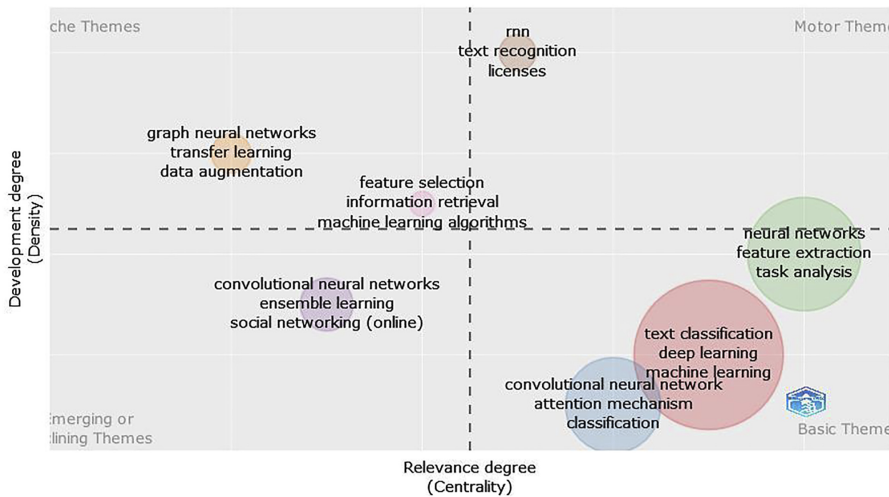 che Themes
Motor Theme
rnn
text recognition
licenses
graph neural networks
transfer learning
data augmentation
feature selection
information retrieval
machine learning algorithms
neural networks
feature extraction
task analysis
convolutional neural networks
ensemble learning
social networking (online)
text classification
deep learning
machine learning
convolutional neural network
attention mechanism
classification
Emerging or
lining Themes
Basic Theme
Development degree
(Density)
Relevance degree
(Centrality)